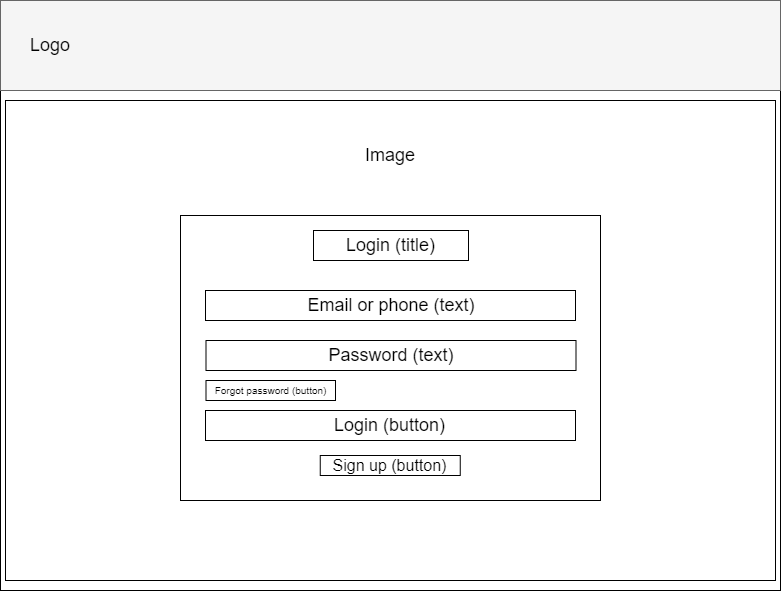 Logo
Image
Login (title)
Email or phone (text)
Password (text)
Forgot password (button)
Login (button)
Sign up (button)